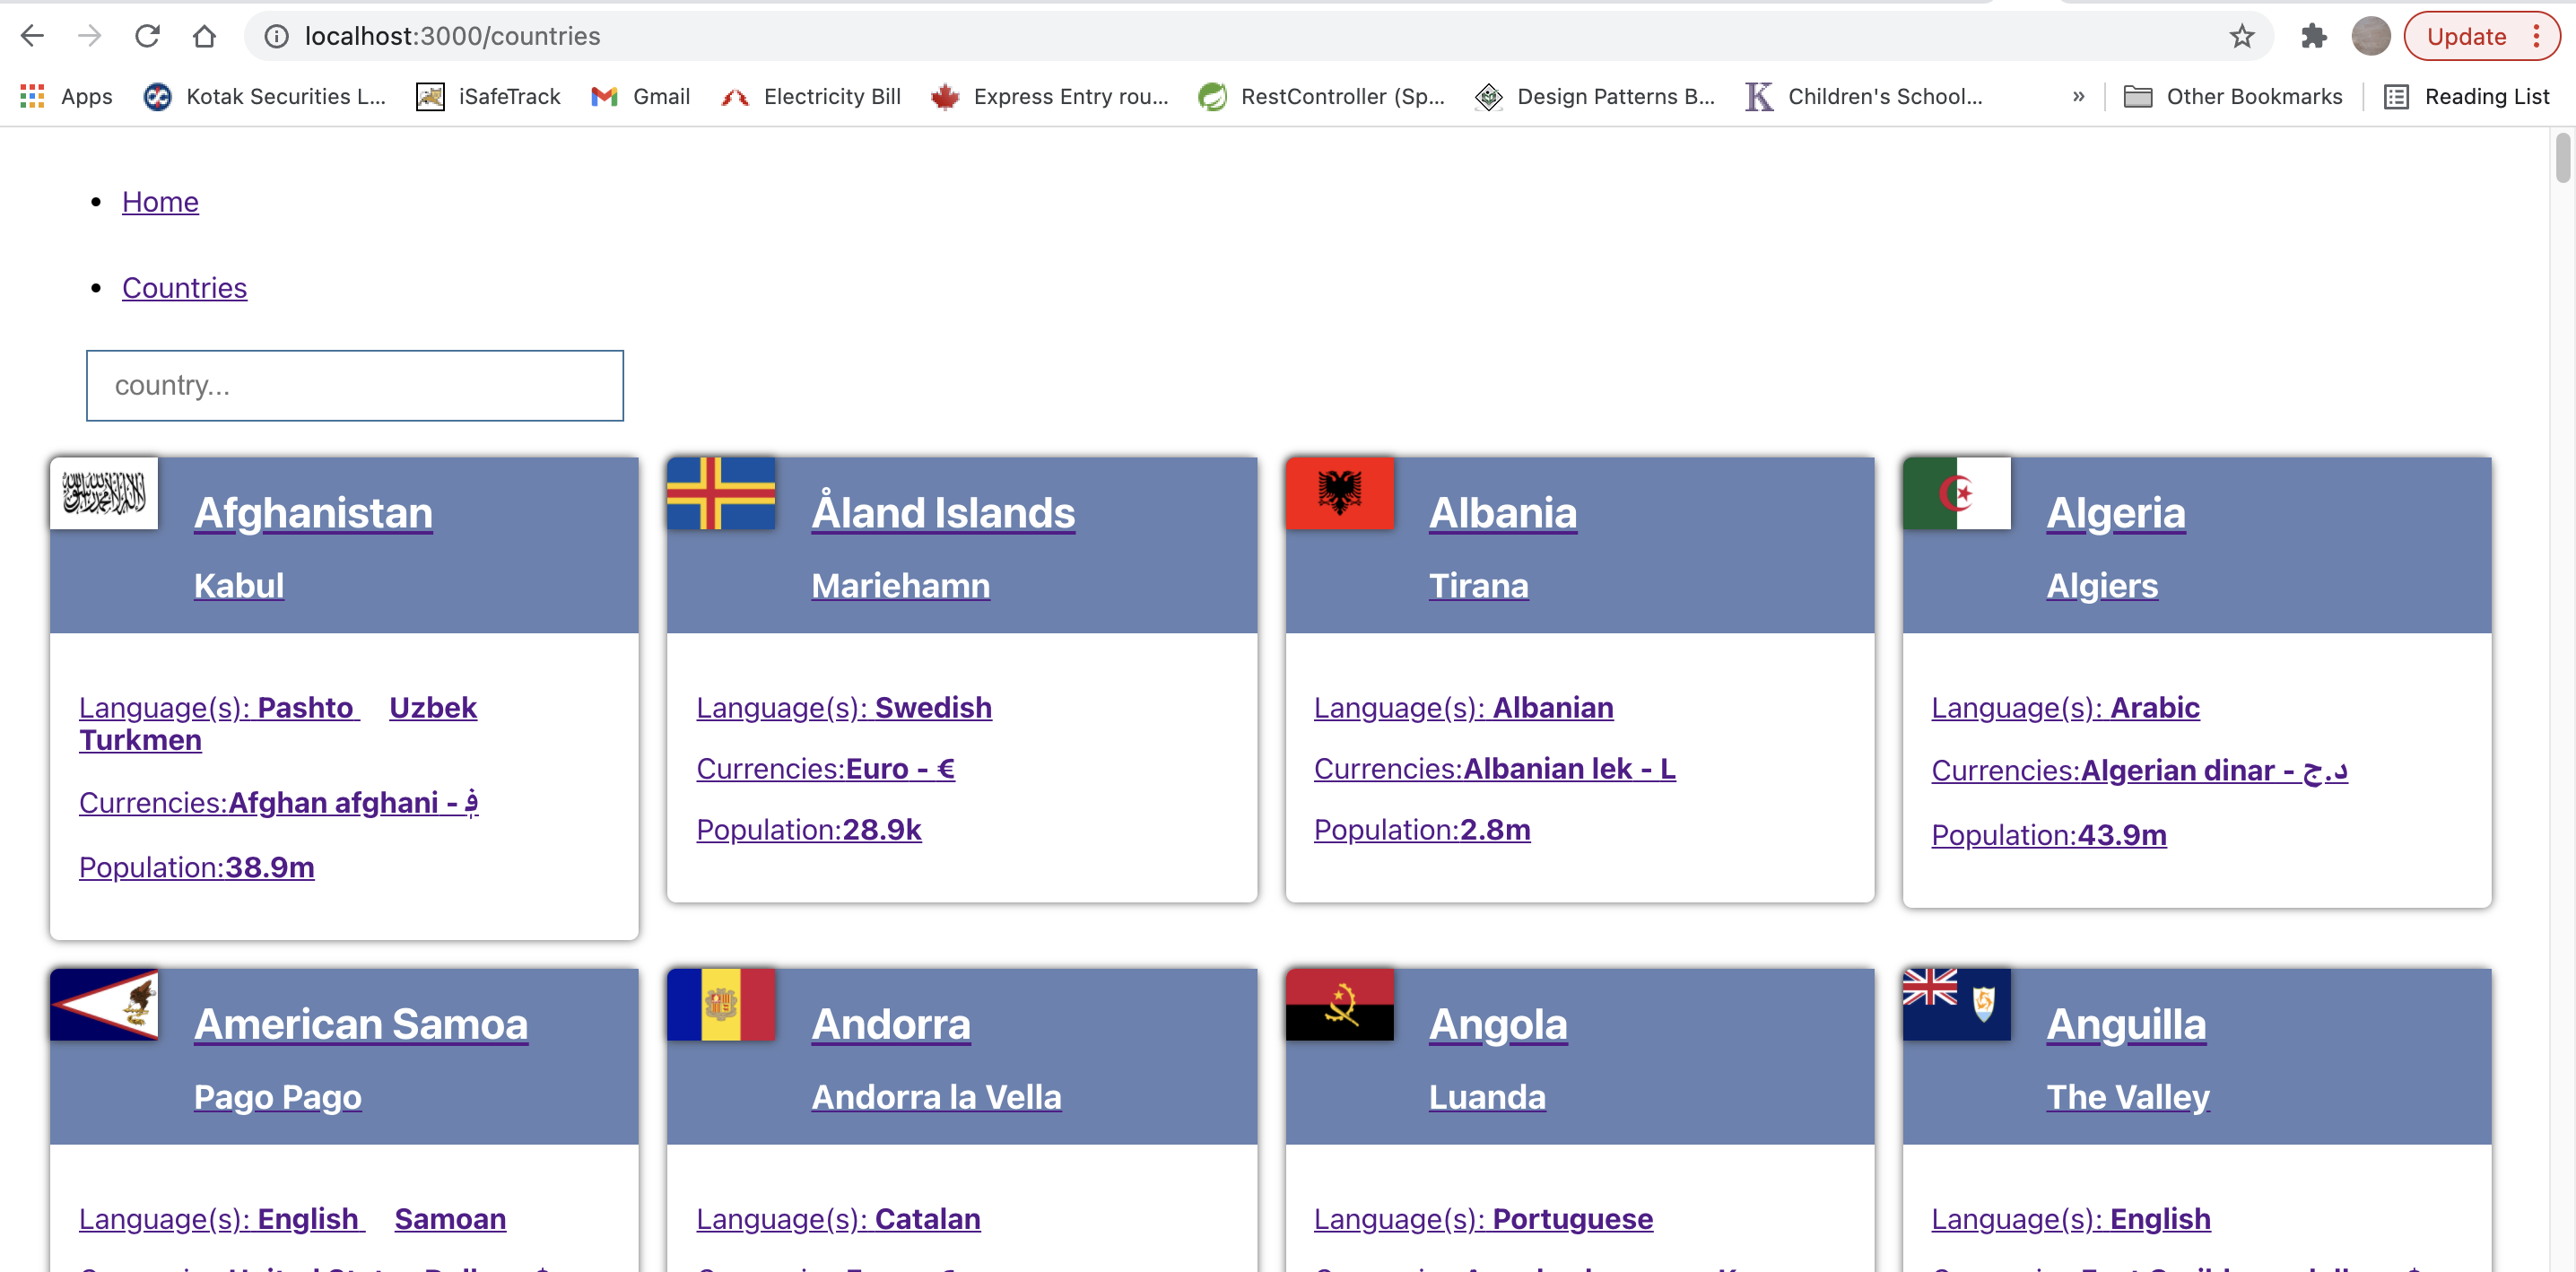 localhost:3000/countries
Update
Apps
Kotak Securities L...
iSafeTrack
Gmail
Electricity Bill
Express Entry rou...
RestController (Sp...
Design Patterns B...
Children's School...
»
Other Bookmarks
Reading List
Home
Countries
country...
Afghanistan
Kabul
Language(s): Pashto Uzbek
Turkmen
Currencies:Afghan afghani - ؋
Population:38.9m
Åland Islands
Mariehamn
Language(s): Swedish
Currencies:Euro - €
Population:28.9k
Albania
Tirana
Language(s): Albanian
Currencies:Albanian lek - L
Population:2.8m
Algeria
Algiers
Language(s): Arabic
Currencies:Algerian dinar - د.ج
Population:43.9m
American Samoa
Pago Pago
Language(s): English Samoan
Andorra
Andorra la Vella
Language(s): Catalan
Angola
Luanda
Language(s): Portuguese
Anguilla
The Valley
Language(s): English